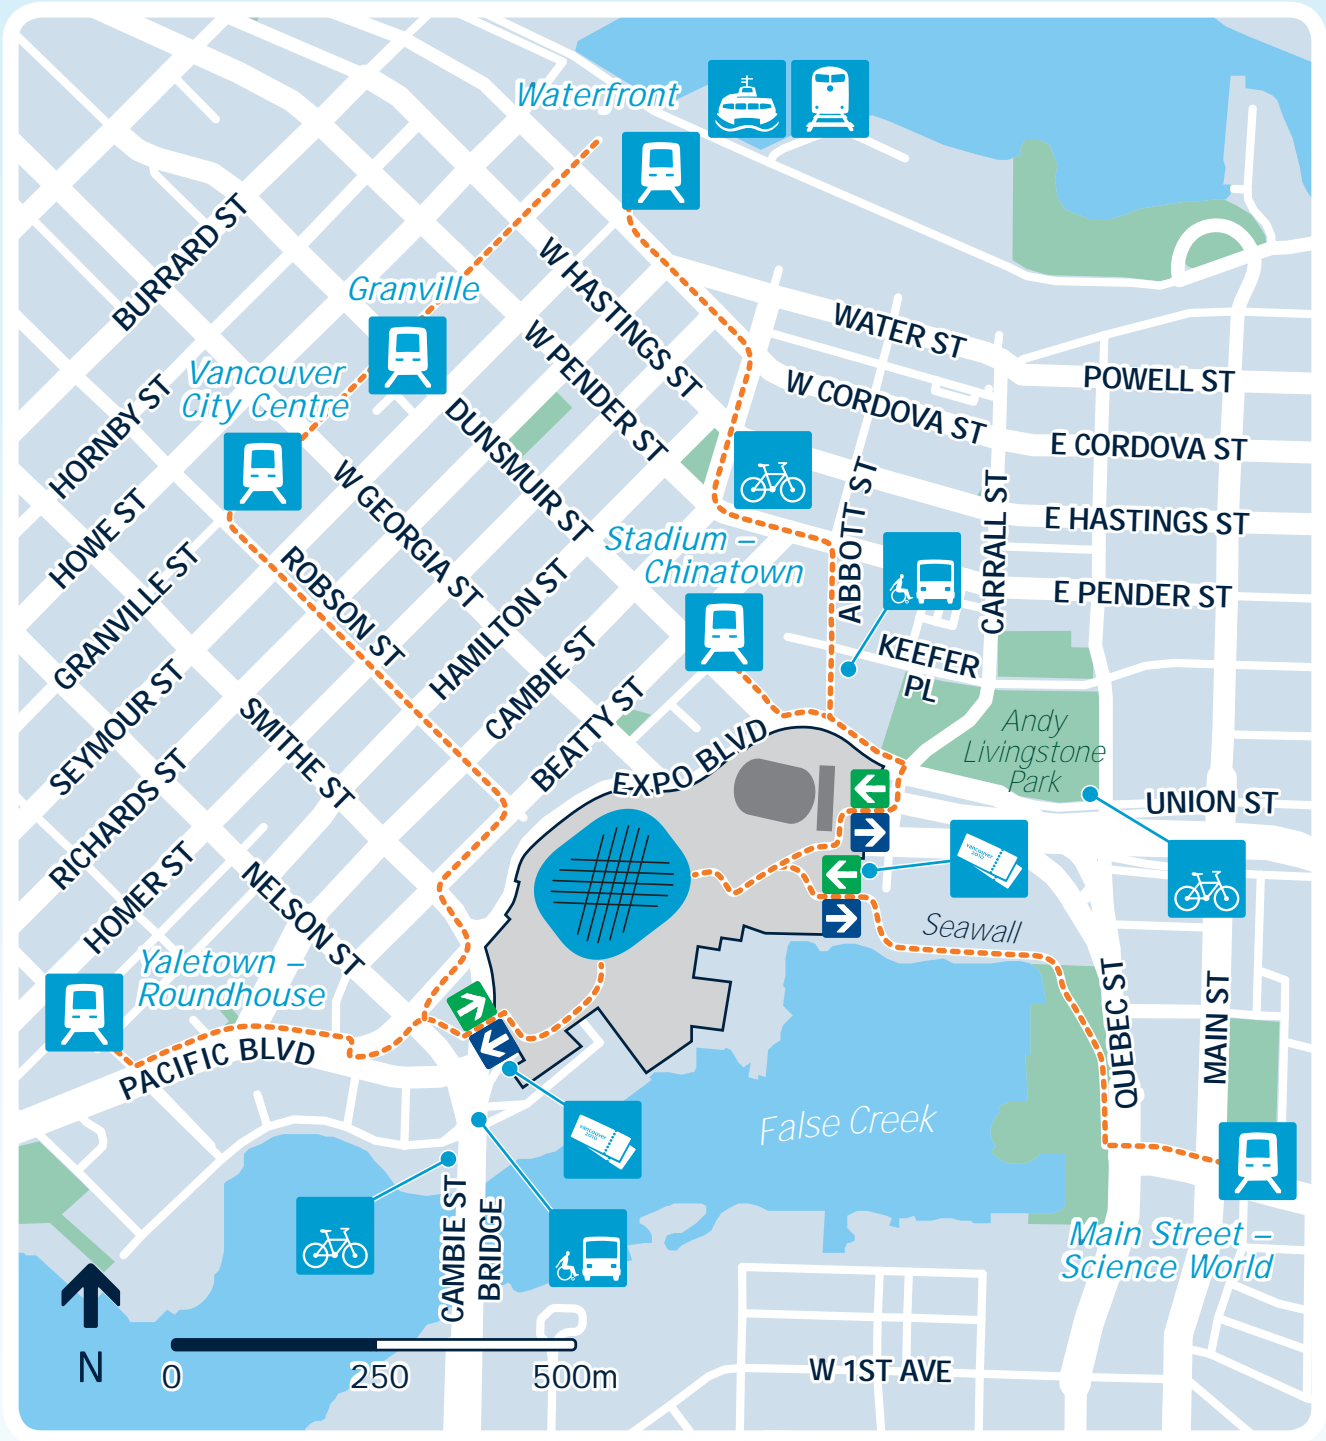 Waterfront
Granville
Vancouver
City Centre
BURRARD ST
W HASTINGS ST
W PENDER ST
WATER ST
W CORDOVA ST
POWELL ST
E CORDOVA ST
E HASTINGS ST
E PENDER ST
HORNBY ST
HOWE ST
GRANVILLE ST
DUNSMUIR ST
W GEORGIA ST
ROBSON ST
Stadium –
Chinatown
ABBOTT ST
CARRALL ST
KEEFER
PL
HAMILTON ST
CAMBIE ST
BEATTY ST
EXPO BLVD
SEYMOUR ST
SMITHE ST
RICHARDS ST
HOMER ST
NELSON ST
Andy
Livingstone
Park
UNION ST
vancouver
2010
Seawall
Yaletown –
Roundhouse
PACIFIC BLVD
QUEBEC ST
MAIN ST
False Creek
vancouver
2010
CAMBIE ST
BRIDGE
Main Street –
Science World
N
0
250
500m
W 1ST AVE